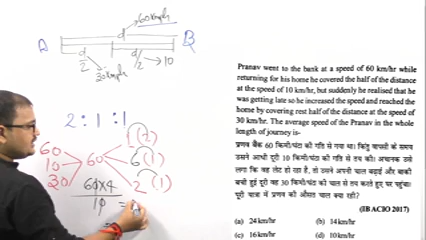 60kmph
d
A
B
d/2
d/2 → 10
30kmph
2 : 1 : 1
60
10
30
60
1 (2)
6 (1)
2 (1)
60×4
10
=
Pranav went to the bank at a speed of 60 km/hr while
returning for his home he covered the half of the distance
at the speed of 10 km/hr, but suddenly he realised that he
was getting late so he increased the speed and reached the
home by covering rest half of the distance at the speed of
30 km/hr. The average speed of the Pranav in the whole
length of journey is-
प्रणव बैंक 60 किमी/घंटा की गति से गया था। किंतु वापसी के समय
उसने आधी दूरी 10 किमी/घंटा की गति से तय की। अचानक उसे
लगा कि वह लेट हो रहा है, तो उसने अपनी चाल बढ़ाई और बाकी
बची हुई दूरी वह 30 किमी/घंटा की चाल से तय करते हुए घर पहुंचा।
पूरी यात्रा में प्रणव की औसत चाल क्या रही?
(IB ACIO 2017)
(a) 24 km/hr (b) 14 km/hr
(c) 16 km/hr (d) 10 km/hr